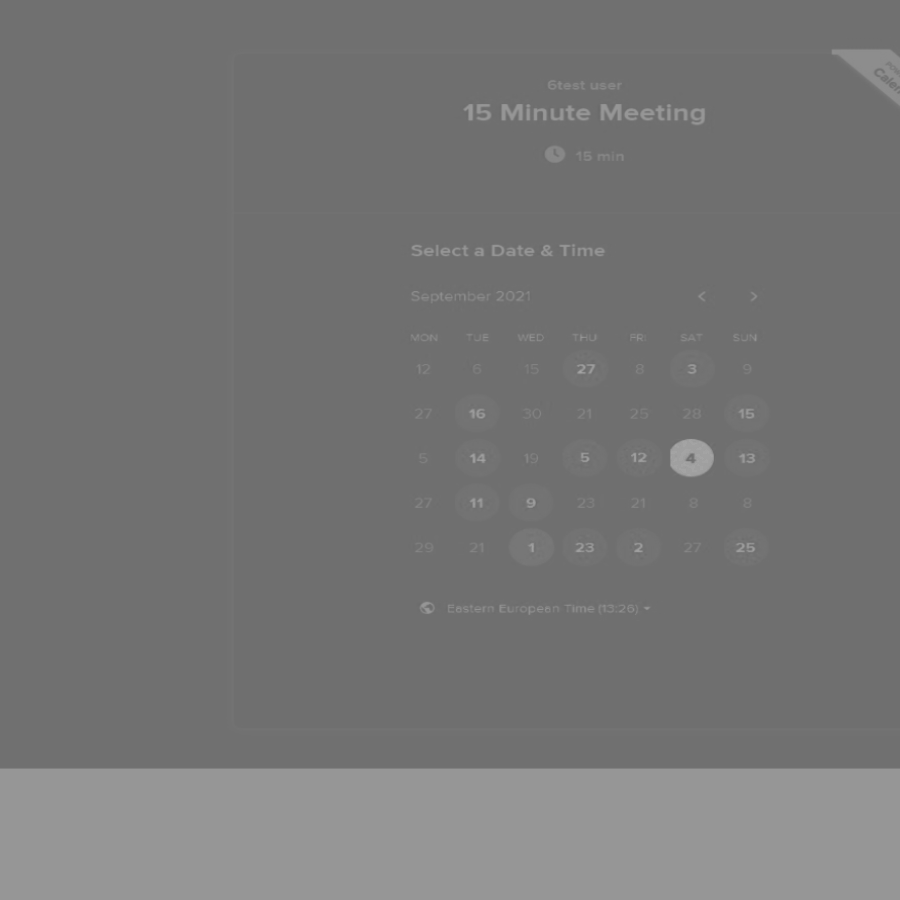 6test user
15 Minute Meeting
15 min
Select a Date & Time
September 2021 < >
MON TUE WED THU FRI SAT SUN
12 6 15 27 8 3 9
27 16 30 21 25 28 15
5 14 19 5 12 4 13
27 11 9 23 21 8 8
29 21 1 23 2 27 25
Eastern European Time (13:26)